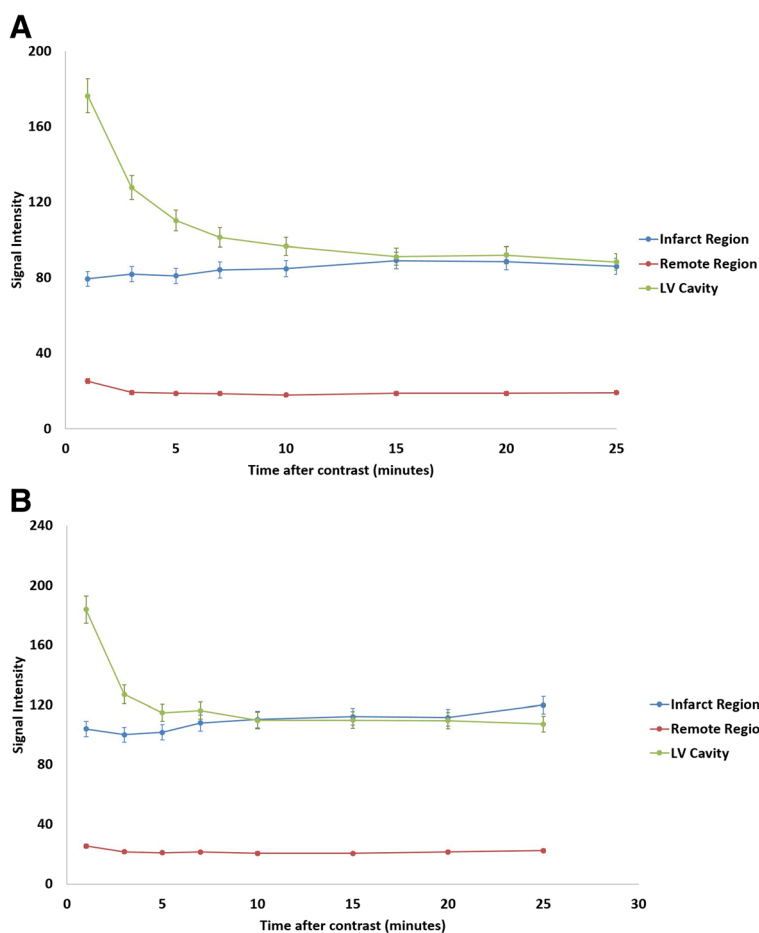 A
200
160
120
80
40
0
Signal Intensity
0 5 10 15 20 25
Time after contrast (minutes)
Infarct Region
Remote Region
LV Cavity
B
240
200
160
120
80
40
0
Signal Intensity
0 5 10 15 20 25 30
Time after contrast (minutes)
Infarct Region
Remote Regio
LV Cavity